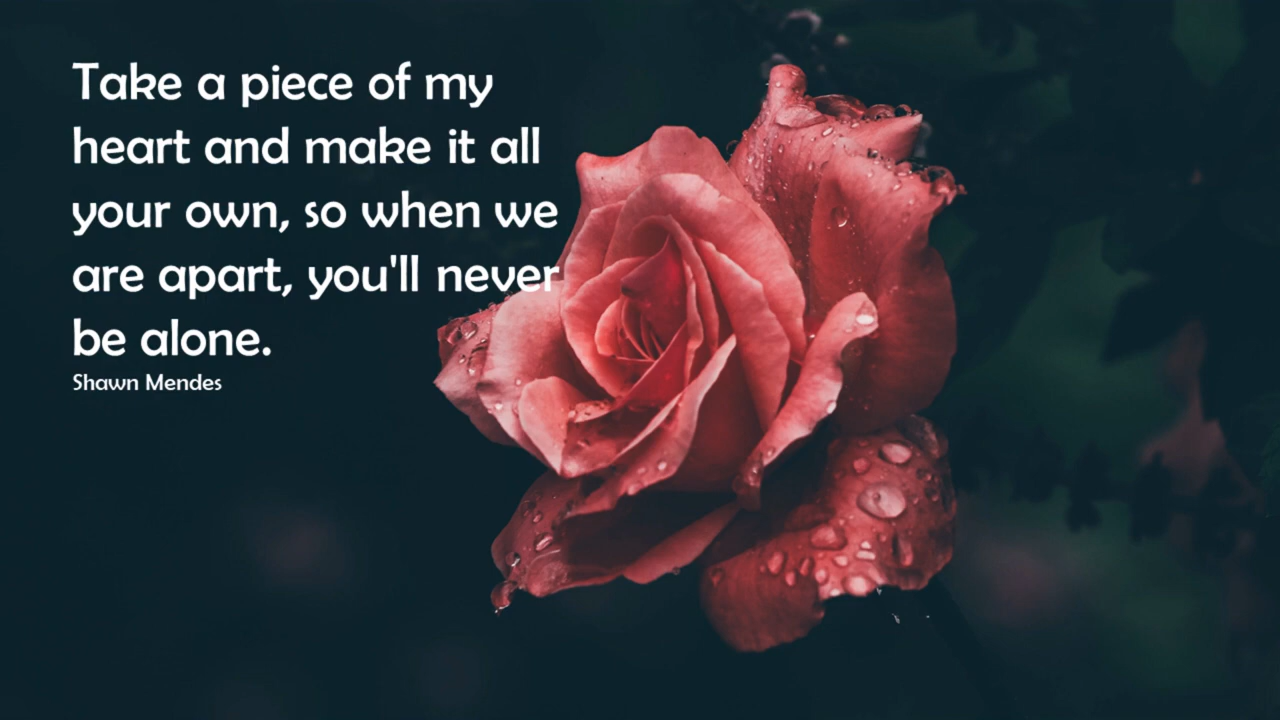 Take a piece of my
heart and make it all
your own, so when we
are apart, you'll never
be alone.
Shawn Mendes